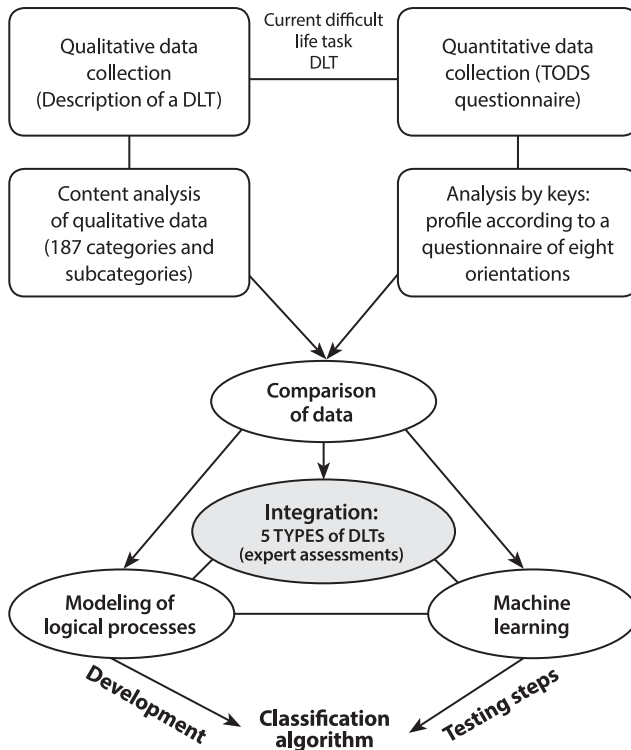 Qualitative data
collection
(Description of a DLT)
Current difficult
life task
DLT
Quantitative data
collection (TODS
questionnaire)
Content analysis
of qualitative data
(187 categories and
subcategories)
Analysis by keys:
profile according to a
questionnaire of eight
orientations
Comparison
of data
Integration:
5 TYPES of DLTs
(expert assessments)
Modeling of
logical processes
Machine
learning
Development
Classification
algorithm
Testing steps